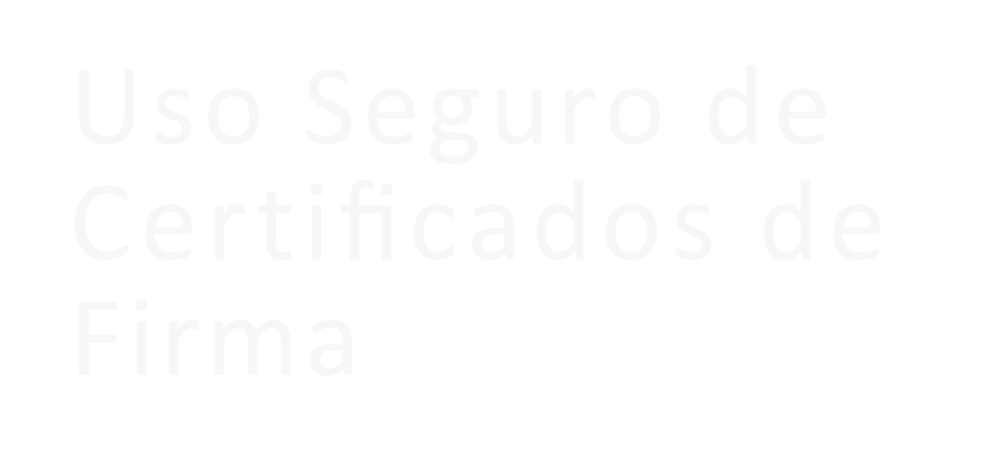 Uso Seguro de
Certificados de
Firma